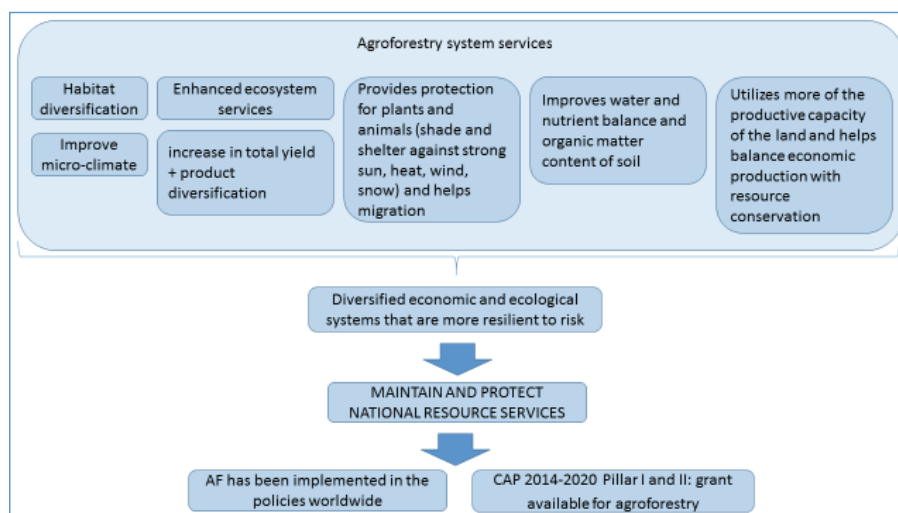 Agroforestry system services
Habitat
diversification
Improve
micro-climate
Enhanced ecosystem
services
increase in total yield
+ product
diversification
Provides protection
for plants and
animals (shade and
shelter against strong
sun, heat, wind,
snow) and helps
migration
Improves water and
nutrient balance and
organic matter
content of soil
Utilizes more of the
productive capacity
of the land and helps
balance economic
production with
resource
conservation
Diversified economic and ecological
systems that are more resilient to risk
MAINTAIN AND PROTECT
NATIONAL RESOURCE SERVICES
AF has been implemented in the
policies worldwide
CAP 2014-2020 Pillar I and II: grant
available for agroforestry